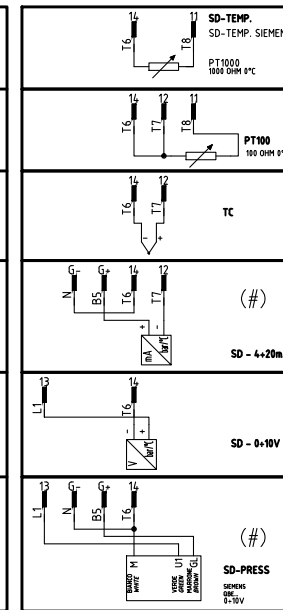 14 11
T6 T8
SD-TEMP.
SD-TEMP. SIEMEN
PT1000
1000 OHM 0°C
14 12 11
T6 T7 T8
PT100
100 OHM 0°
14 12
T6 T7
- +
TC
G- G+ 14 12
N B5 T6 T7
(#)
+ -
mA bar/°C
SD - 4÷20m
13 14
L1 T6
- +
V bar/°C
SD - 0÷10V
13 G- G+ 14
L1 N B5 T6
(#)
M U1 GL
BIANCO
WHITE
VERDE
GREEN
MARRONE
BROWN
SD-PRESS
SIEMENS
QBE..
0÷10V